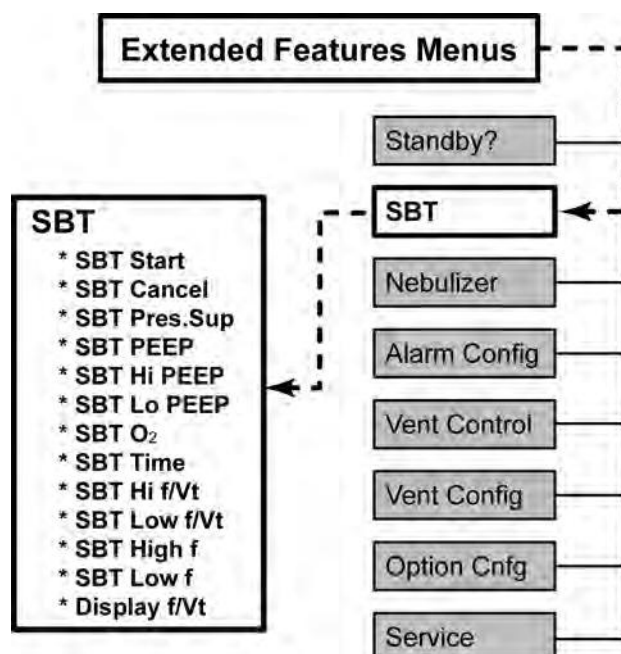 Extended Features Menus
Standby?
SBT
Nebulizer
Alarm Config
Vent Control
Vent Config
Option Cnfg
Service
SBT
* SBT Start
* SBT Cancel
* SBT Pres.Sup
* SBT PEEP
* SBT Hi PEEP
* SBT Lo PEEP
* SBT O₂
* SBT Time
* SBT Hi f/Vt
* SBT Low f/Vt
* SBT High f
* SBT Low f
* Display f/Vt